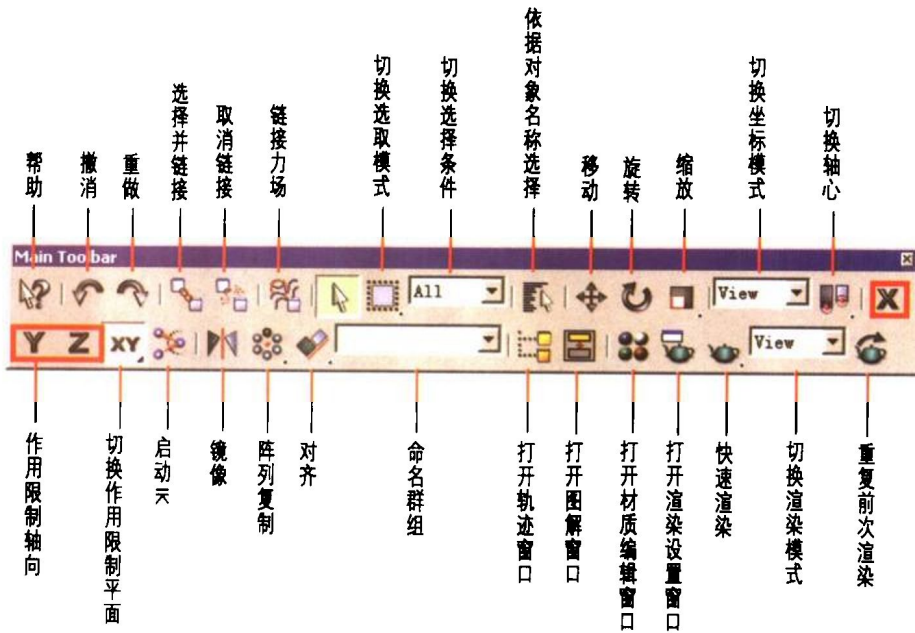 帮助
撤消
重做
选择并链接
取消链接
链接力场
切换选取模式
切换选择条件
依据对象名称选择
移动
旋转
缩放
切换坐标模式
切换轴心
Main Toolbar
All
View
X
Y
Z
XY
View
作用限制轴向
切换作用限制平面
启动
镜像
阵列复制
对齐
命名群组
打开轨迹窗口
打开图解窗口
打开材质编辑窗口
打开渲染设置窗口
快速渲染
切换渲染模式
重复前次渲染